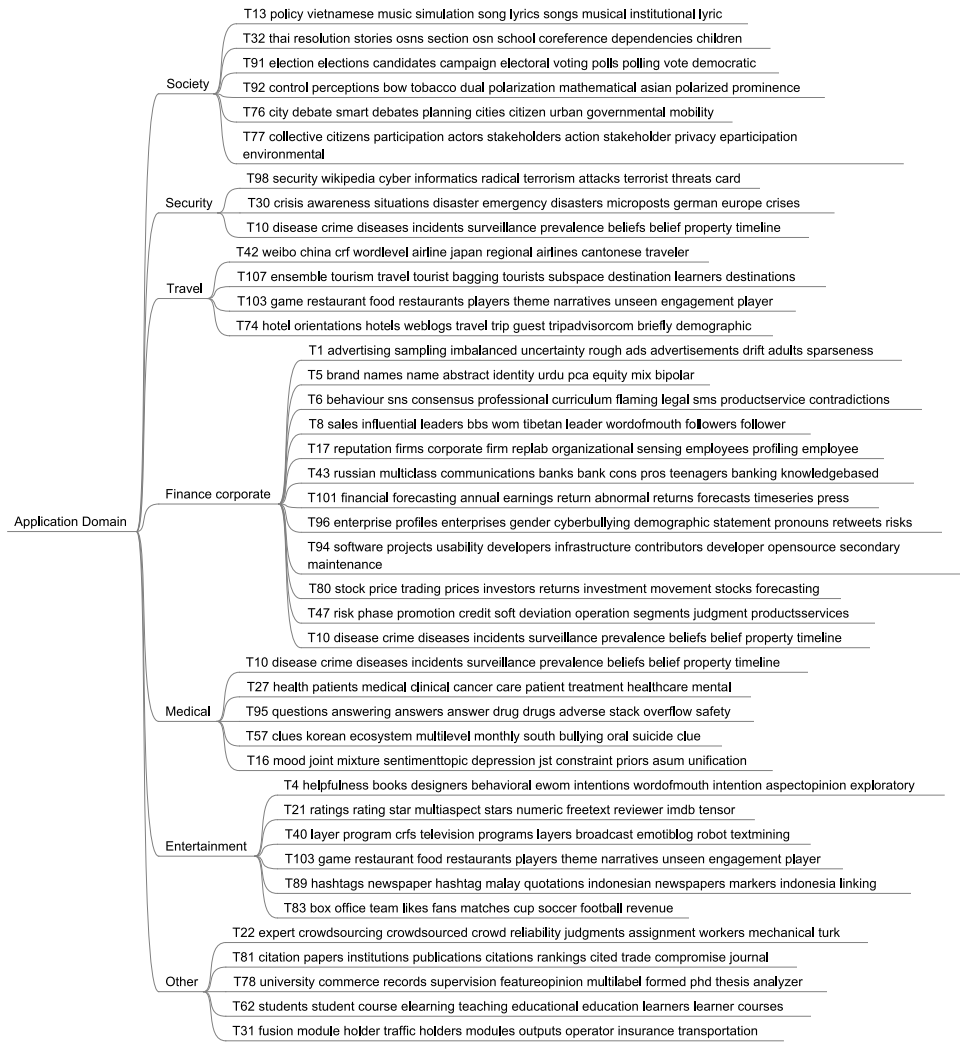 Application Domain
Society
T13 policy vietnamese music simulation song lyrics songs musical institutional lyric
T32 thai resolution stories osns section osn school coreference dependencies children
T91 election elections candidates campaign electoral voting polls polling vote democratic
T92 control perceptions bow tobacco dual polarization mathematical asian polarized prominence
T76 city debate smart debates planning cities citizen urban governmental mobility
T77 collective citizens participation actors stakeholders action stakeholder privacy eparticipation
environmental
Security
T98 security wikipedia cyber informatics radical terrorism attacks terrorist threats card
T30 crisis awareness situations disaster emergency disasters microposts german europe crises
T10 disease crime diseases incidents surveillance prevalence beliefs belief property timeline
Travel
T42 weibo china crf wordlevel airline japan regional airlines cantonese traveler
T107 ensemble tourism travel tourist bagging tourists subspace destination learners destinations
T103 game restaurant food restaurants players theme narratives unseen engagement player
T74 hotel orientations hotels weblogs travel trip guest tripadvisorcom briefly demographic
Finance corporate
T1 advertising sampling imbalanced uncertainty rough ads advertisements drift adults sparseness
T5 brand names name abstract identity urdu pca equity mix bipolar
T6 behaviour sns consensus professional curriculum flaming legal sms productservice contradictions
T8 sales influential leaders bbs wom tibetan leader wordofmouth followers follower
T17 reputation firms corporate firm replab organizational sensing employees profiling employee
T43 russian multiclass communications banks bank cons pros teenagers banking knowledgebased
T101 financial forecasting annual earnings return abnormal returns forecasts timeseries press
T96 enterprise profiles enterprises gender cyberbullying demographic statement pronouns retweets risks
T94 software projects usability developers infrastructure contributors developer opensource secondary
maintenance
T80 stock price trading prices investors returns investment movement stocks forecasting
T47 risk phase promotion credit soft deviation operation segments judgment productsservices
T10 disease crime diseases incidents surveillance prevalence beliefs belief property timeline
Medical
T10 disease crime diseases incidents surveillance prevalence beliefs belief property timeline
T27 health patients medical clinical cancer care patient treatment healthcare mental
T95 questions answering answers answer drug drugs adverse stack overflow safety
T57 clues korean ecosystem multilevel monthly south bullying oral suicide clue
T16 mood joint mixture sentimenttopic depression jst constraint priors asum unification
Entertainment
T4 helpfulness books designers behavioral ewom intentions wordofmouth intention aspectopinion exploratory
T21 ratings rating star multiaspect stars numeric freetext reviewer imdb tensor
T40 layer program crfs television programs layers broadcast emotiblog robot textmining
T103 game restaurant food restaurants players theme narratives unseen engagement player
T89 hashtags newspaper hashtag malay quotations indonesian newspapers markers indonesia linking
T83 box office team likes fans matches cup soccer football revenue
Other
T22 expert crowdsourcing crowdsourced crowd reliability judgments assignment workers mechanical turk
T81 citation papers institutions publications citations rankings cited trade compromise journal
T78 university commerce records supervision featureopinion multilabel formed phd thesis analyzer
T62 students student course elearning teaching educational education learners learner courses
T31 fusion module holder traffic holders modules outputs operator insurance transportation